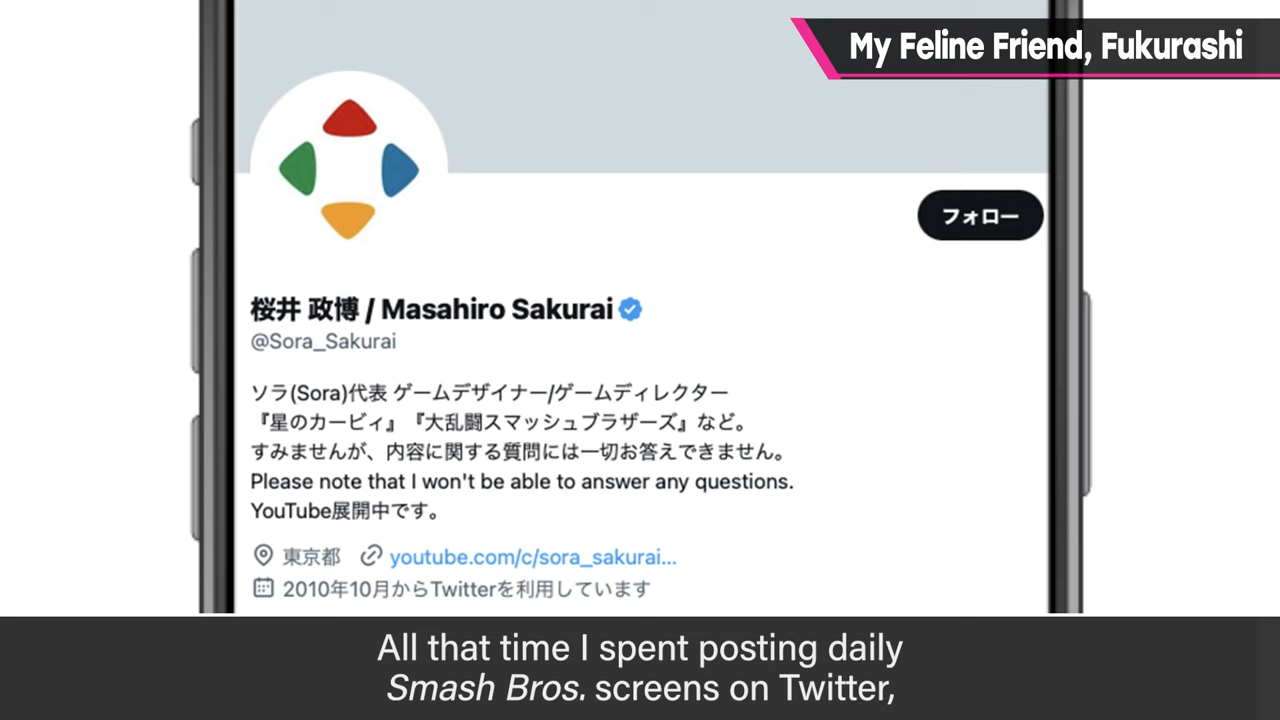 My Feline Friend, Fukurashi
フォロー
桜井 政博 / Masahiro Sakurai
@Sora_Sakurai
ソラ(Sora)代表 ゲームデザイナー/ゲームディレクター
『星のカービィ』『大乱闘スマッシュブラザーズ』など。
すみませんが、内容に関する質問には一切お答えできません。
Please note that I won't be able to answer any questions.
YouTube展開中です。
東京都 youtube.com/c/sora_sakurai...
2010年10月からTwitterを利用しています
All that time I spent posting daily
Smash Bros. screens on Twitter,